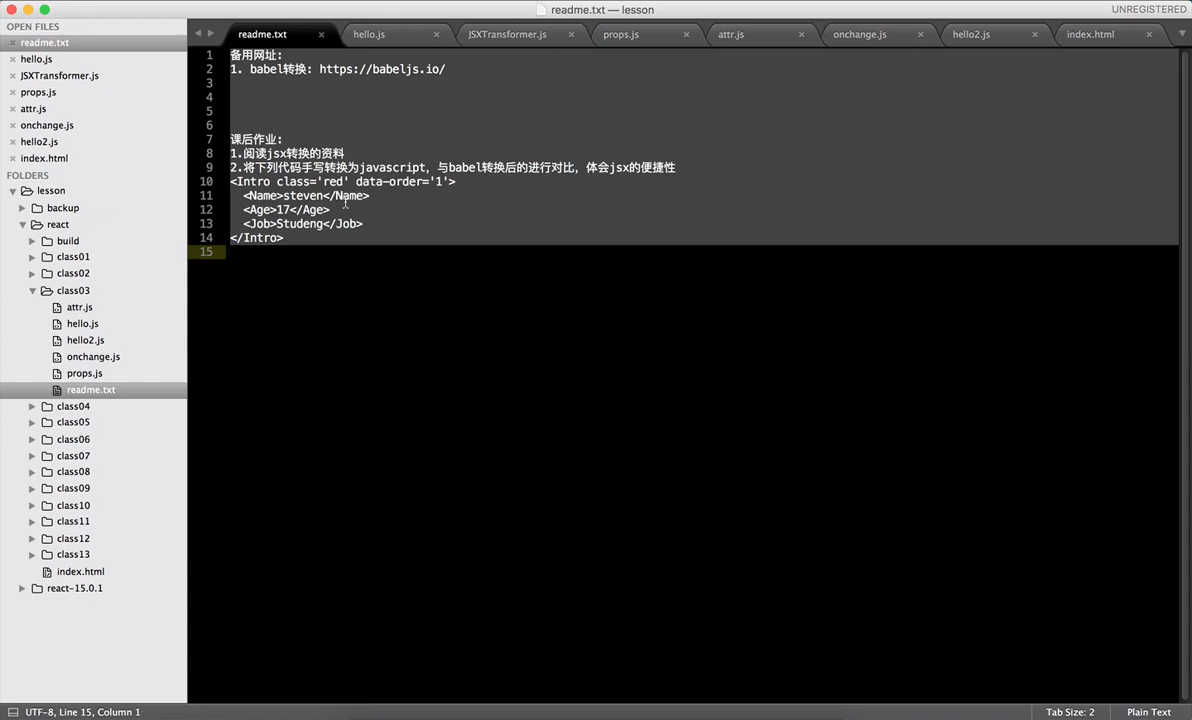 readme.txt — lesson
UNREGISTERED
OPEN FILES
readme.txt
hello.js
JSXTransformer.js
props.js
attr.js
onchange.js
hello2.js
index.html
FOLDERS
lesson
backup
react
build
class01
class02
class03
attr.js
hello.js
hello2.js
onchange.js
props.js
readme.txt
class04
class05
class06
class07
class08
class09
class10
class11
class12
class13
index.html
react-15.0.1
readme.txt
hello.js
JSXTransformer.js
props.js
attr.js
onchange.js
hello2.js
index.html
1 备用网址:
2 1. babel转换: https://babeljs.io/
3
4
5
6
7 课后作业:
8 1.阅读jsx转换的资料
9 2.将下列代码手写转换为javascript，与babel转换后的进行对比，体会jsx的便捷性
10 <Intro class='red' data-order='1'>
11 <Name>steven</Name>
12 <Age>17</Age>
13 <Job>Studeng</Job>
14 </Intro>
15
UTF-8, Line 15, Column 1
Tab Size: 2
Plain Text